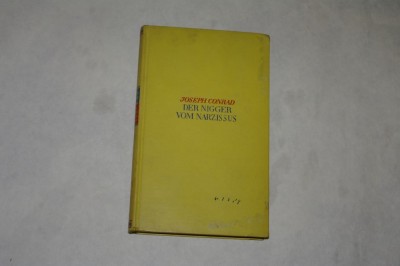 JOSEPH CONRAD
DER NIGGER
VOM NARZISSUS